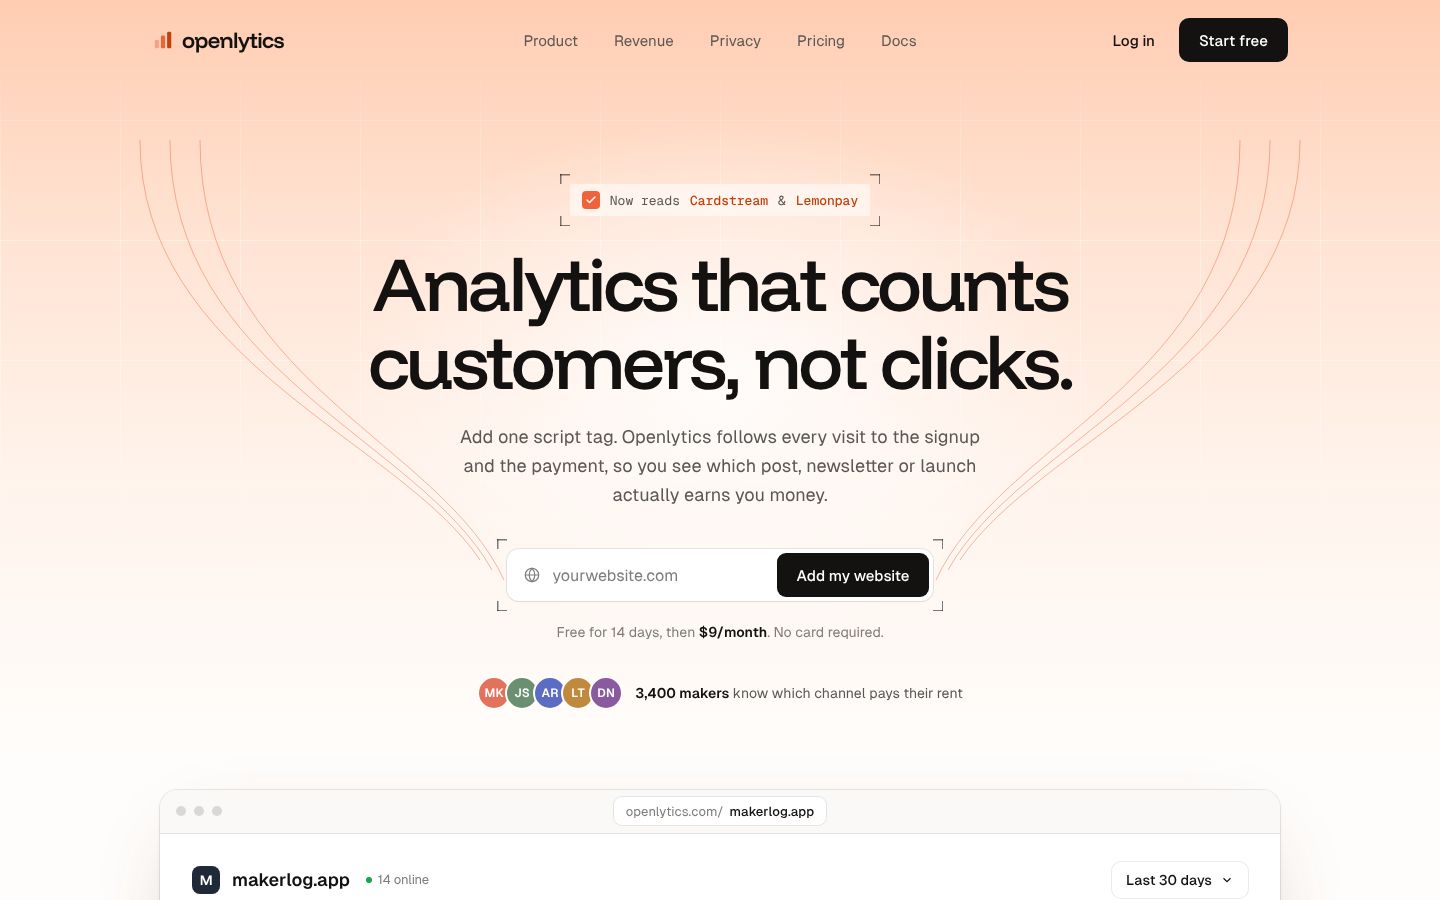 openlytics
Product Revenue Privacy Pricing Docs
Log in
Start free
Now reads Cardstream & Lemonpay
Analytics that counts
customers, not clicks.
Add one script tag. Openlytics follows every visit to the signup
and the payment, so you see which post, newsletter or launch
actually earns you money.
yourwebsite.com
Add my website
Free for 14 days, then $9/month. No card required.
MK JS AR LT DN
3,400 makers know which channel pays their rent
openlytics.com/ makerlog.app
M makerlog.app 14 online
Last 30 days